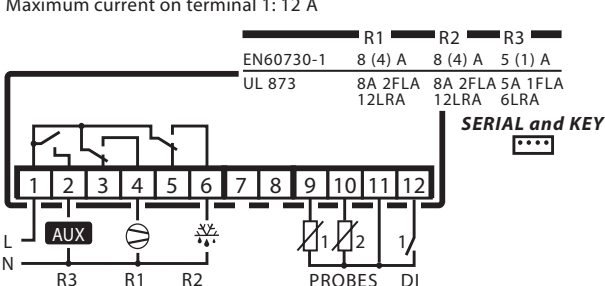 Maximum current on terminal 1: 12 A
R1 R2 R3
EN60730-1 8 (4) A 8 (4) A 5 (1) A
UL 873 8A 2FLA 8A 2FLA 5A 1FLA
12LRA 12LRA 6LRA
SERIAL and KEY
1 2 3 4 5 6 7 8 9 10 11 12
L AUX 1 2 1
N
R3 R1 R2 PROBES DI